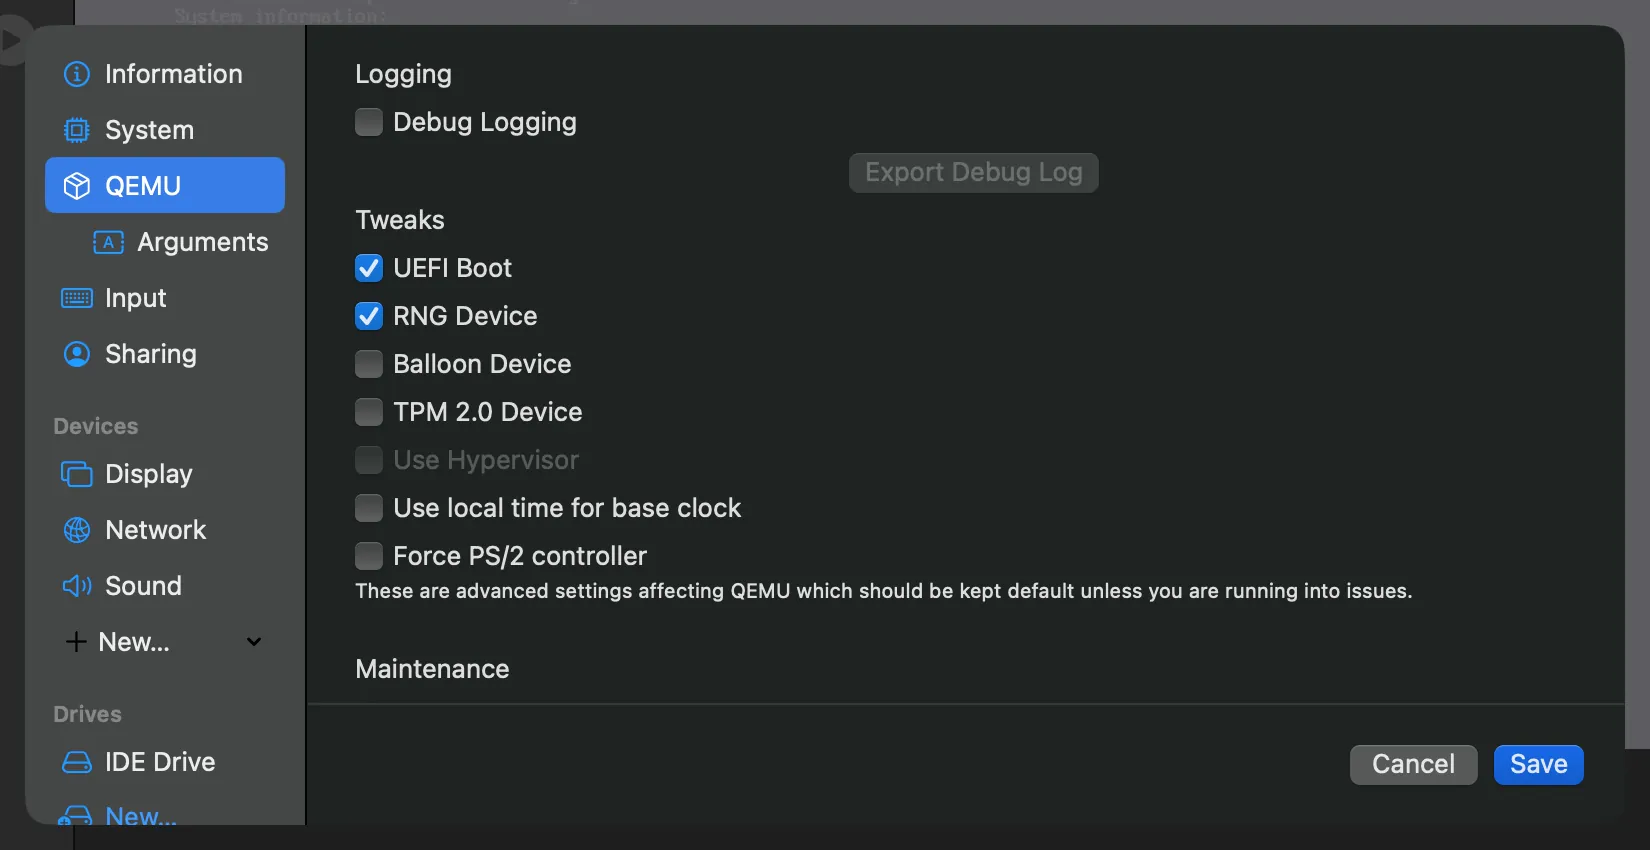 System information:
Information
System
QEMU
A Arguments
Input
Sharing
Devices
Display
Network
Sound
New...
Drives
IDE Drive
New...
Logging
Debug Logging
Export Debug Log
Tweaks
UEFI Boot
RNG Device
Balloon Device
TPM 2.0 Device
Use Hypervisor
Use local time for base clock
Force PS/2 controller
These are advanced settings affecting QEMU which should be kept default unless you are running into issues.
Maintenance
Cancel
Save